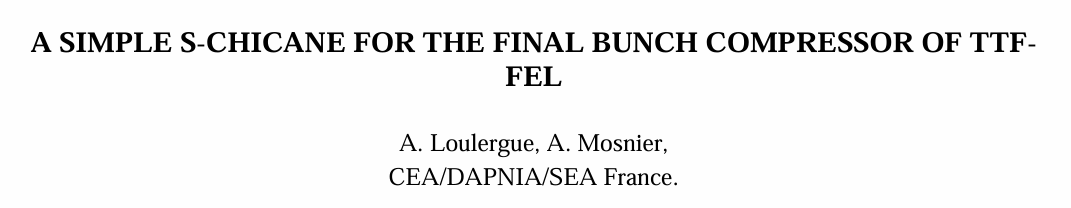 A SIMPLE S-CHICANE FOR THE FINAL BUNCH COMPRESSOR OF TTF-
FEL
A. Loulergue, A. Mosnier,
CEA/DAPNIA/SEA France.